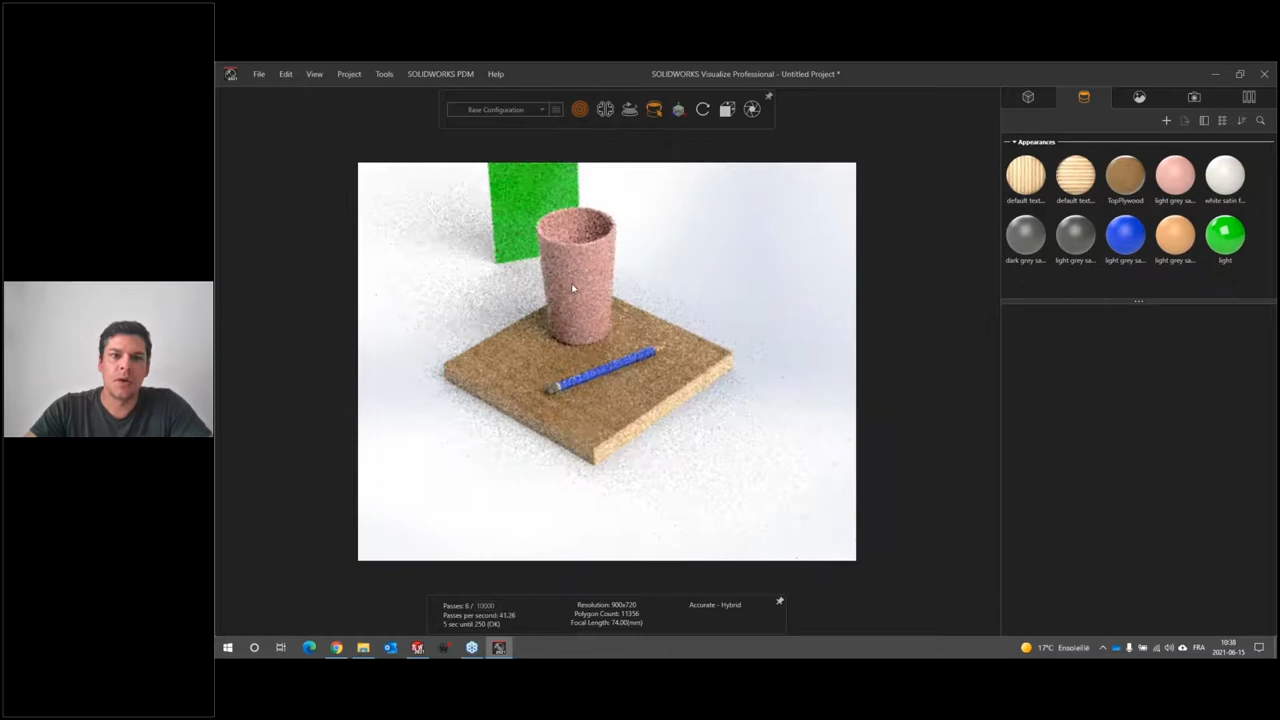 File Edit View Project Tools SOLIDWORKS PDM Help
SOLIDWORKS Visualize Professional - Untitled Project *
Base Configuration
Appearances
default text... default text... TopPlywood light grey sa... white satin f...
dark grey sa... light grey sa... light grey sa... light grey sa... light
Passes: 6 / 10000
Passes per second: 41.26
5 sec until 250 (OK)
Resolution: 900x720
Polygon Count: 11356
Focal Length: 74.00(mm)
Accurate - Hybrid
17°C Ensoleillé
FRA
10:38
2021-06-15